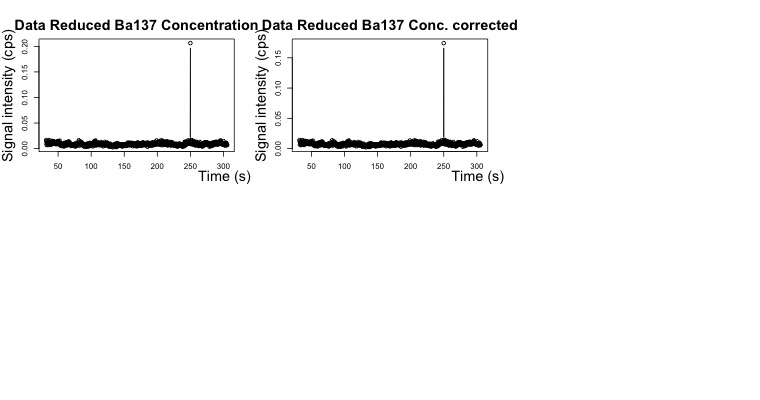 Data Reduced Ba137 Concentration
Signal intensity (cps)
0.00 0.05 0.10 0.15 0.20
50 100 150 200 250 300
Time (s)
Data Reduced Ba137 Conc. corrected
Signal intensity (cps)
0.00 0.05 0.10 0.15
50 100 150 200 250 300
Time (s)